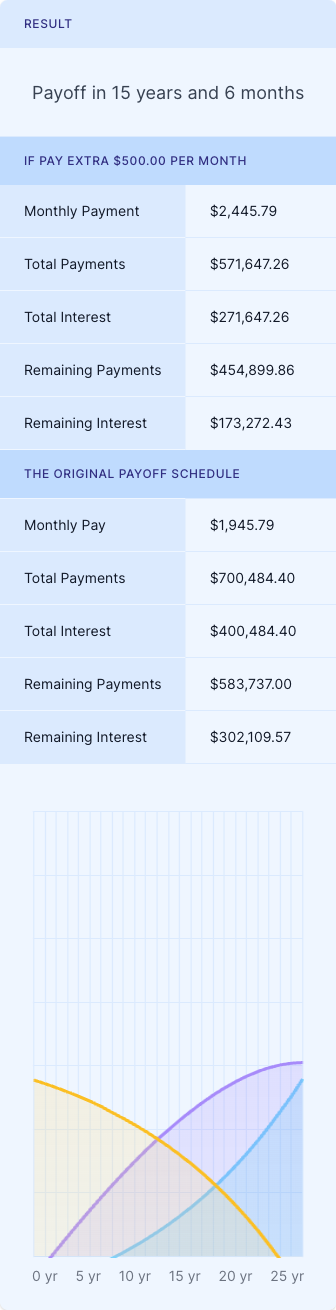 RESULT
Payoff in 15 years and 6 months
IF PAY EXTRA $500.00 PER MONTH
Monthly Payment $2,445.79
Total Payments $571,647.26
Total Interest $271,647.26
Remaining Payments $454,899.86
Remaining Interest $173,272.43
THE ORIGINAL PAYOFF SCHEDULE
Monthly Pay $1,945.79
Total Payments $700,484.40
Total Interest $400,484.40
Remaining Payments $583,737.00
Remaining Interest $302,109.57
0 yr 5 yr 10 yr 15 yr 20 yr 25 yr